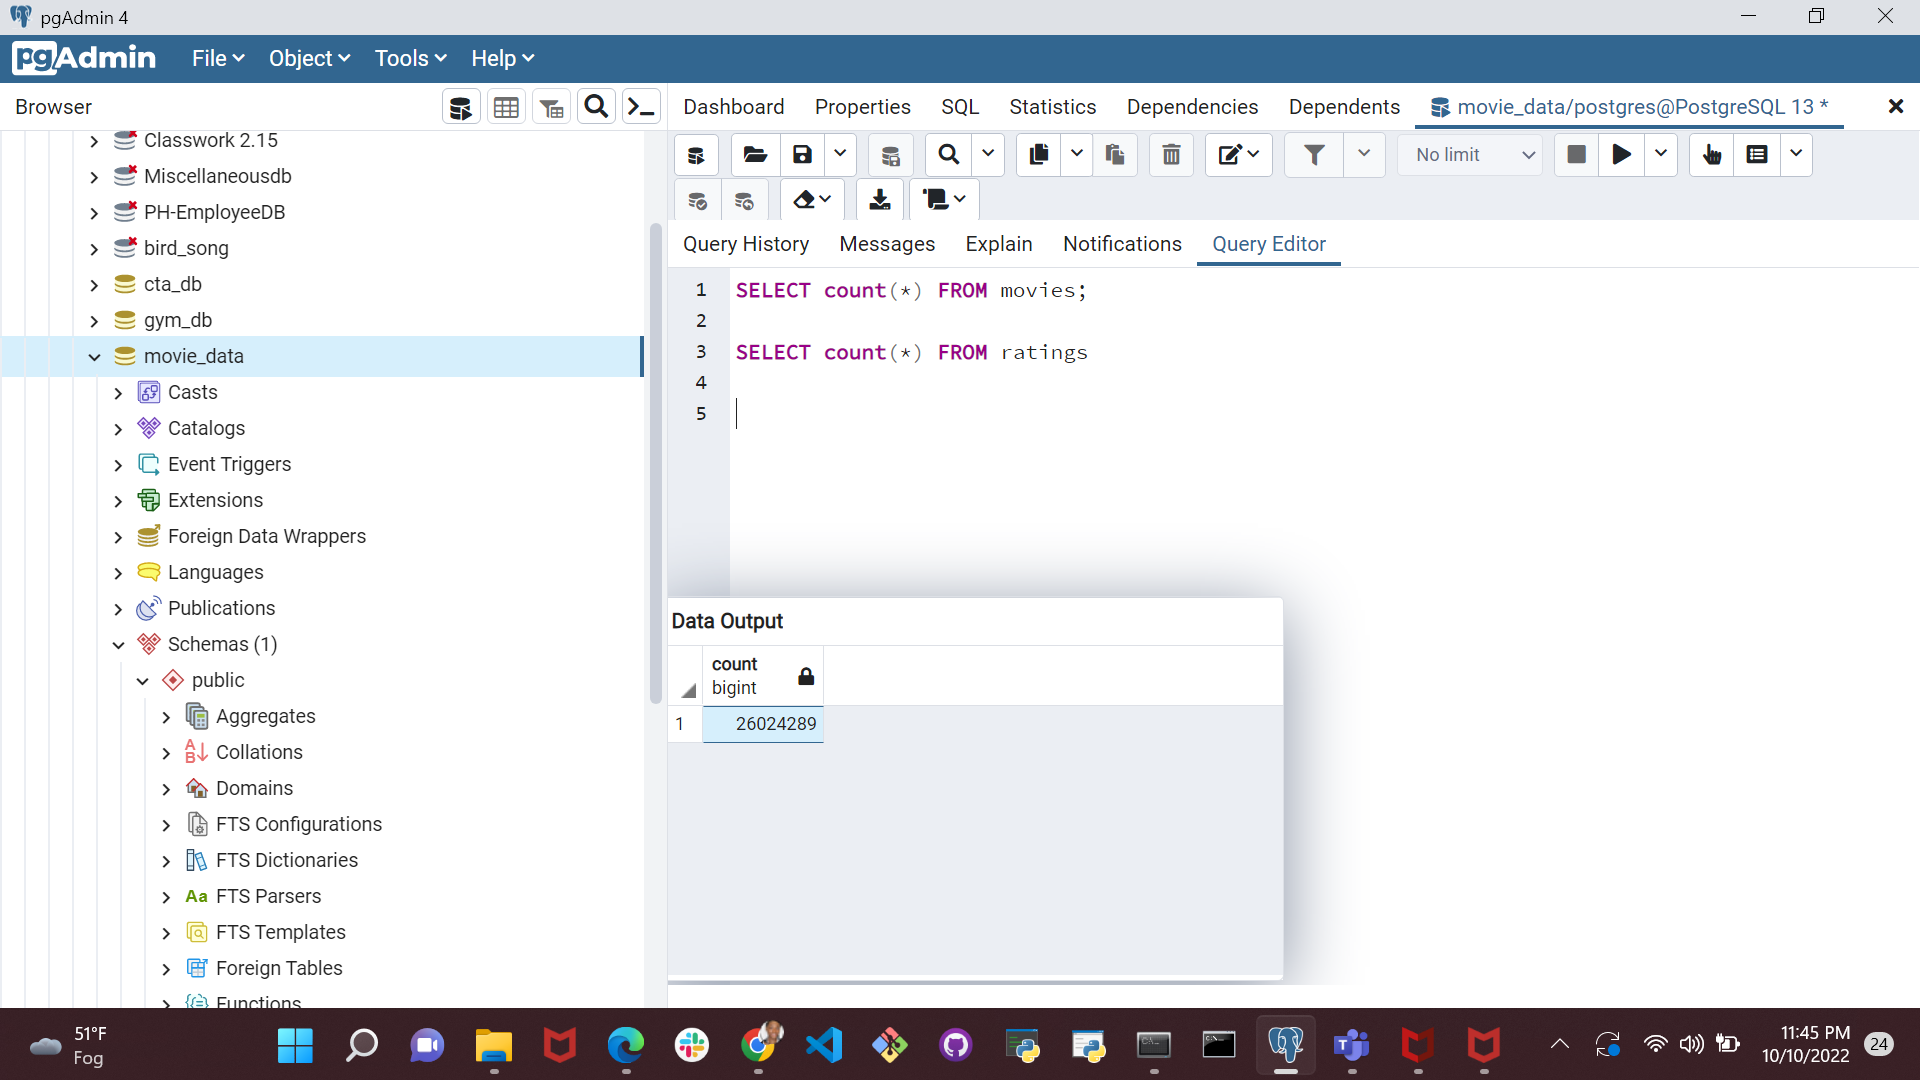 pgAdmin 4
pgAdmin
File
Object
Tools
Help
Browser
Classwork 2.15
Miscellaneousdb
PH-EmployeeDB
bird_song
cta_db
gym_db
movie_data
Casts
Catalogs
Event Triggers
Extensions
Foreign Data Wrappers
Languages
Publications
Schemas (1)
public
Aggregates
Collations
Domains
FTS Configurations
FTS Dictionaries
Aa FTS Parsers
FTS Templates
Foreign Tables
Functions
Dashboard
Properties
SQL
Statistics
Dependencies
Dependents
movie_data/postgres@PostgreSQL 13 *
No limit
Query History
Messages
Explain
Notifications
Query Editor
1 SELECT count(*) FROM movies;
2
3 SELECT count(*) FROM ratings
4
5
Data Output
count
bigint
1 26024289
51°F
Fog
11:45 PM
10/10/2022
24